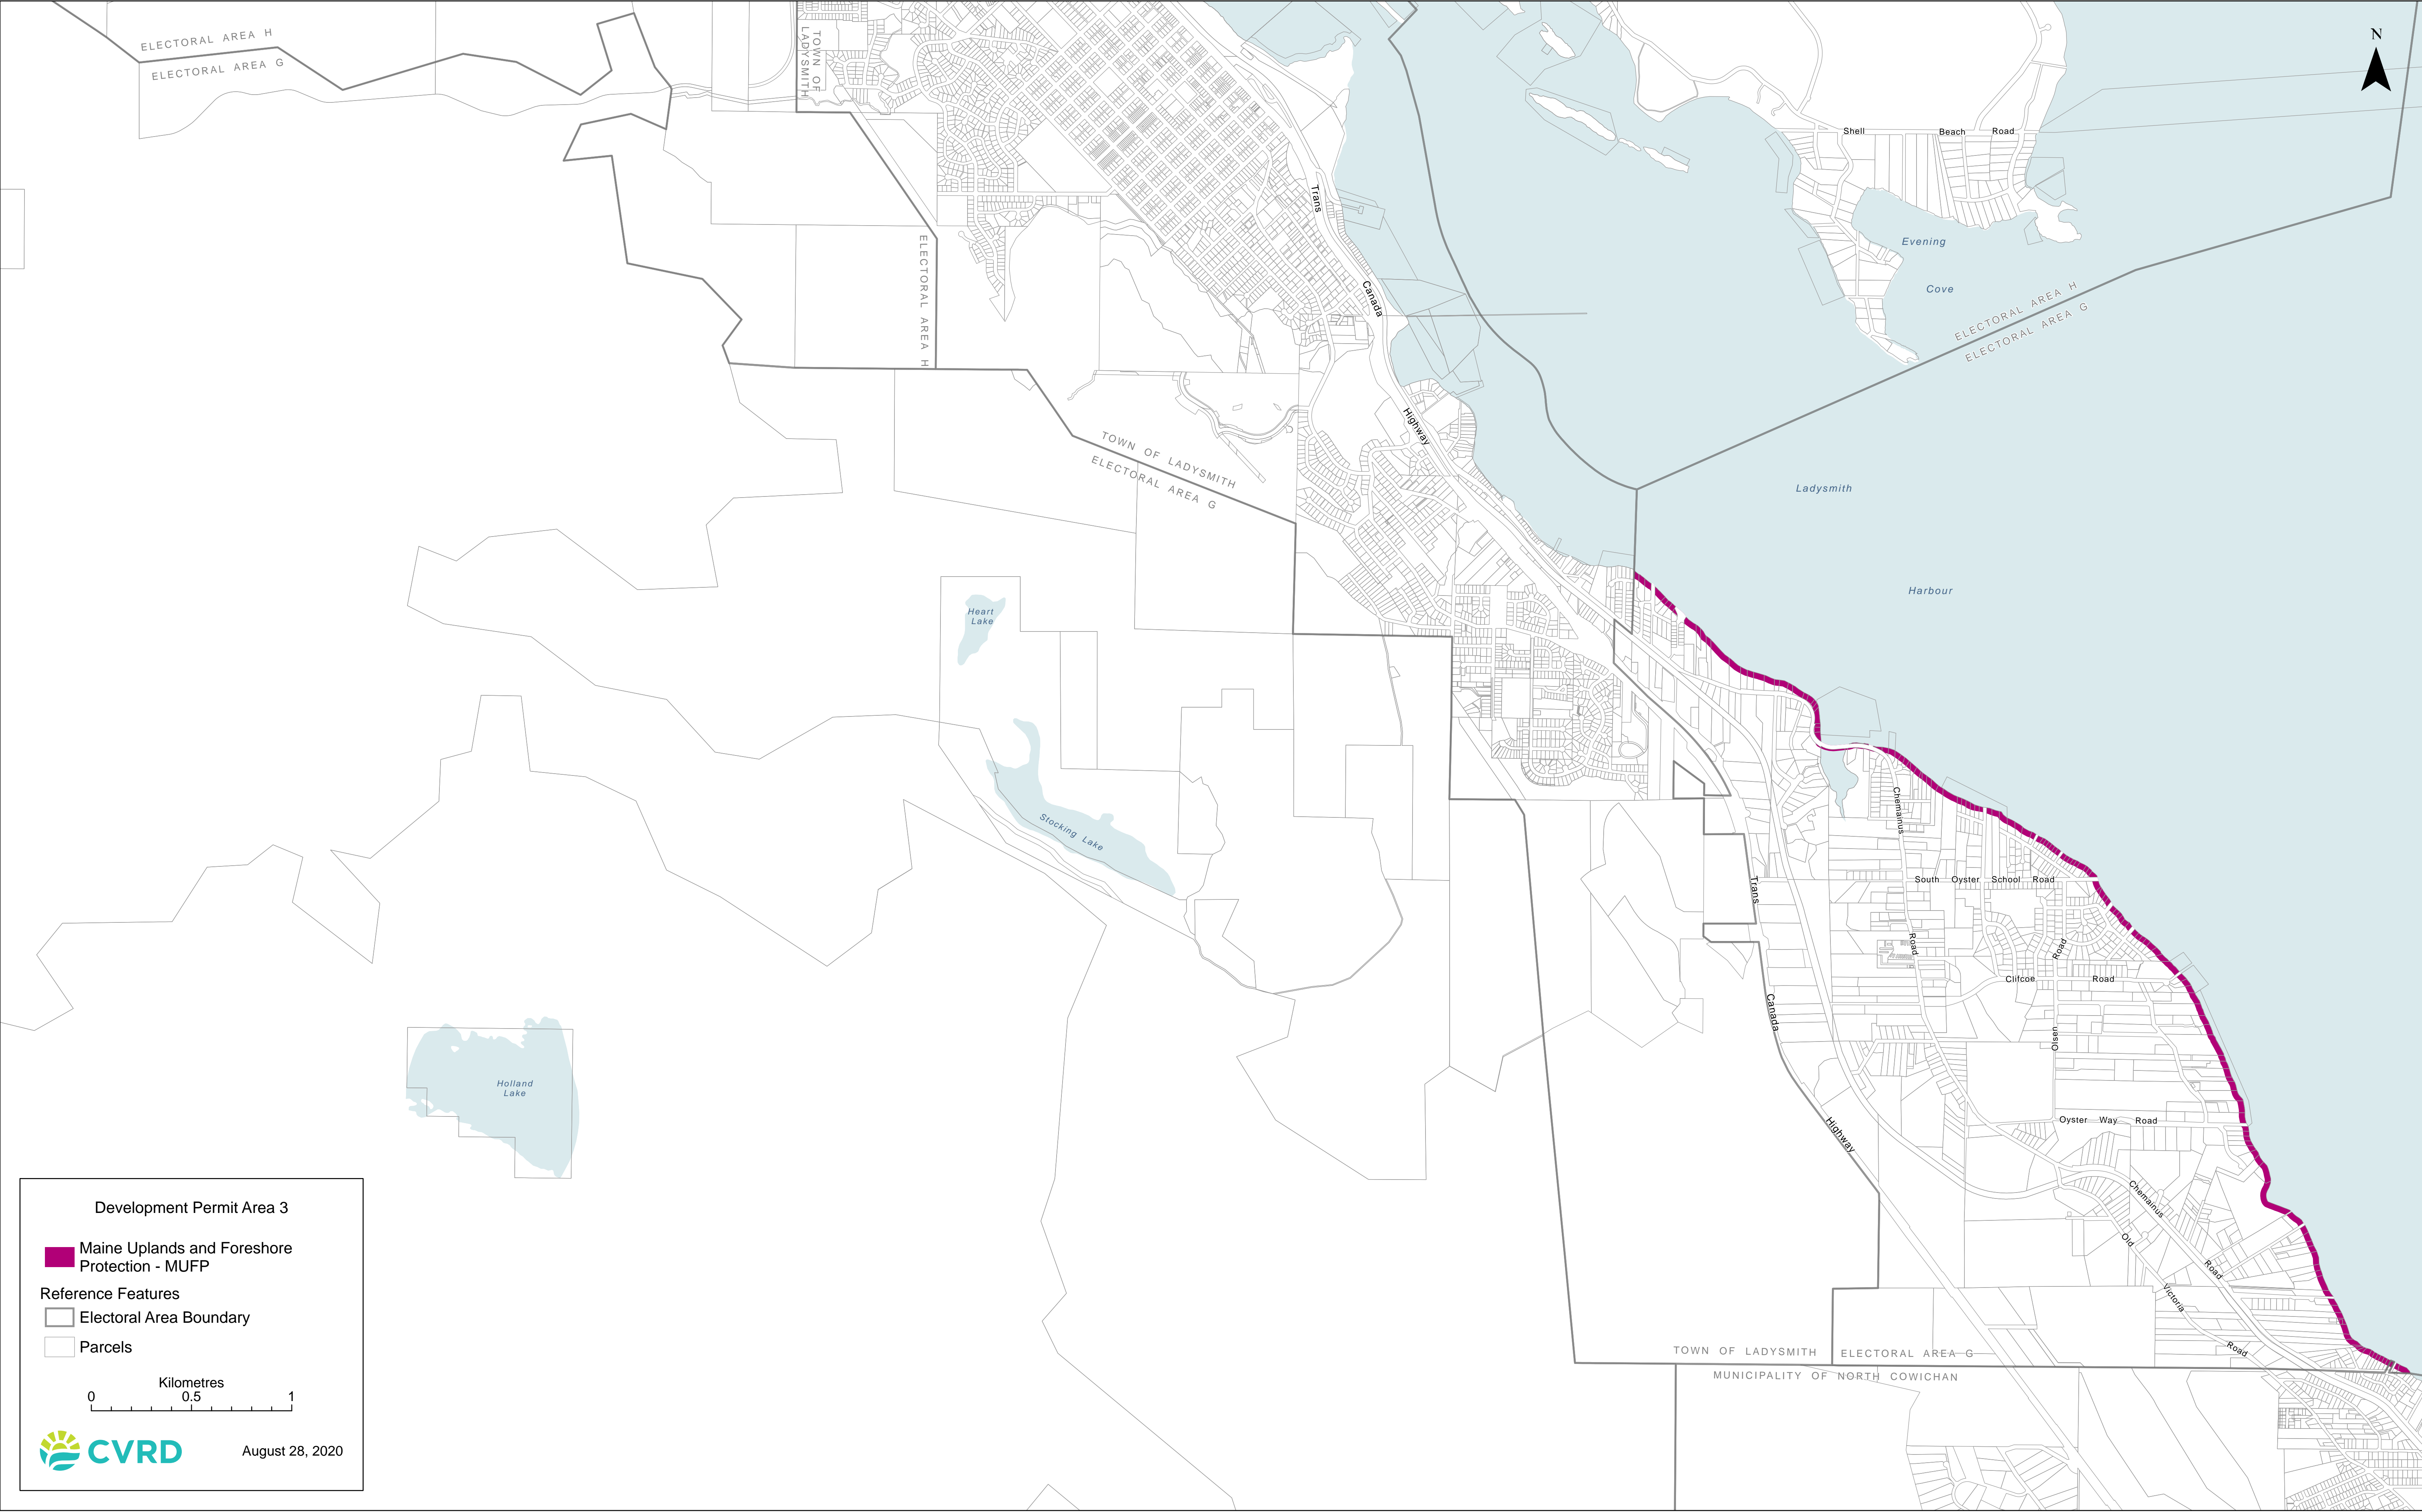 ELECTORAL AREA H
ELECTORAL AREA G
TOWN OF
LADYSMITH
N
Shell Beach Road
Trans
Canada
Highway
Evening
Cove
ELECTORAL AREA H
ELECTORAL AREA H
ELECTORAL AREA G
TOWN OF LADYSMITH
ELECTORAL AREA G
Ladysmith
Harbour
Heart
Lake
Stocking Lake
Chemainus
Road
South Oyster School Road
Trans
Canada
Highway
Road
Clifcoe Road
Olsen
Holland
Lake
Oyster Way Road
Chemainus
Road
Old
Victoria
Road
TOWN OF LADYSMITH
ELECTORAL AREA G
MUNICIPALITY OF NORTH COWICHAN
Development Permit Area 3
Maine Uplands and Foreshore
Protection - MUFP
Reference Features
Electoral Area Boundary
Parcels
Kilometres
0 0.5 1
CVRD
August 28, 2020